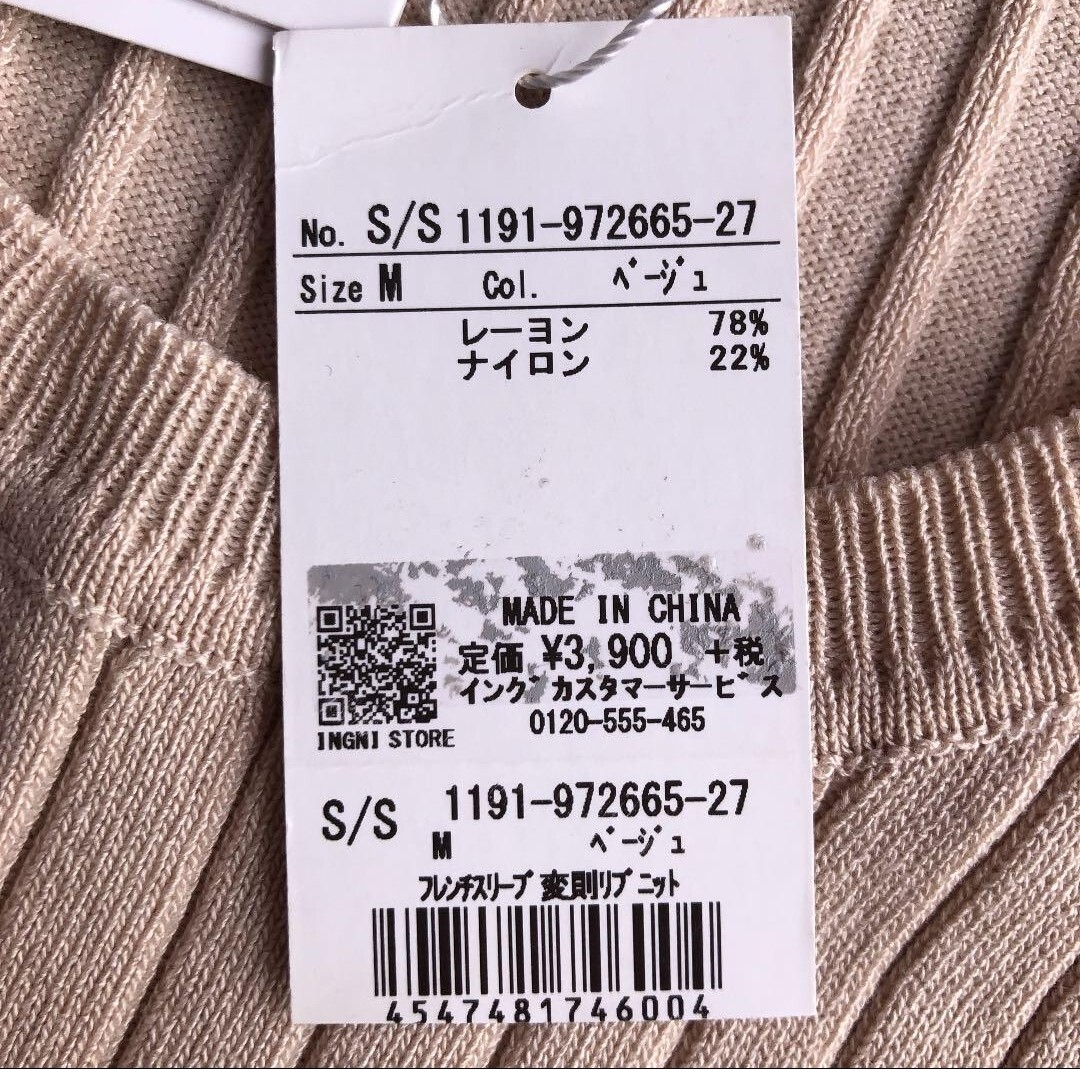 No. S/S 1191-972665-27
Size M Col. ﾍﾞｰｼﾞｭ
レーヨン 78%
ナイロン 22%
MADE IN CHINA
定価 ¥3,900 +税
イングﾞカスタマーサービス
0120-555-465
INGNI STORE
S/S 1191-972665-27
M ﾍﾞｰｼﾞｭ
ﾌﾚﾝﾁｽﾘｰﾌﾞ変則ﾘﾌﾞﾆｯﾄ
4547481746004